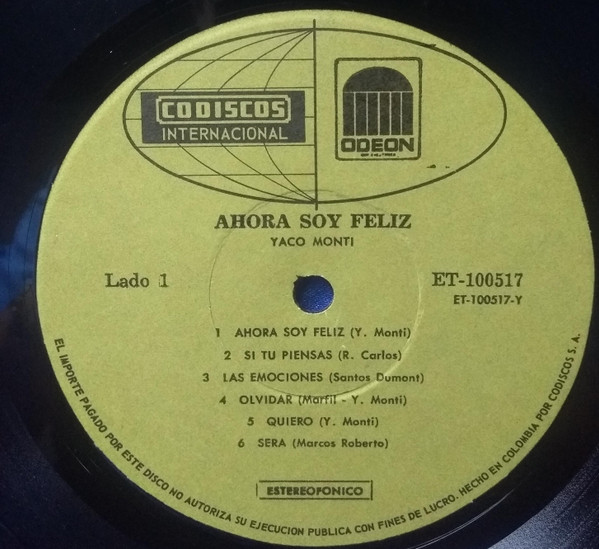 CODISCOS
INTERNACIONAL
ODEON
AHORA SOY FELIZ
YACO MONTI
Lado 1
ET-100517
ET-100517-Y
1 AHORA SOY FELIZ (Y. Monti)
2 SI TU PIENSAS (R. Carlos)
3 LAS EMOCIONES (Santos Dumont)
4 OLVIDAR (Marfil - Y. Monti)
5 QUIERO (Y. Monti)
6 SERA (Marcos Roberto)
ESTEREOFONICO
EL IMPORTE PAGADO POR ESTE DISCO NO AUTORIZA SU EJECUCION PUBLICA CON FINES DE LUCRO. HECHO EN COLOMBIA POR CODISCOS S. A.